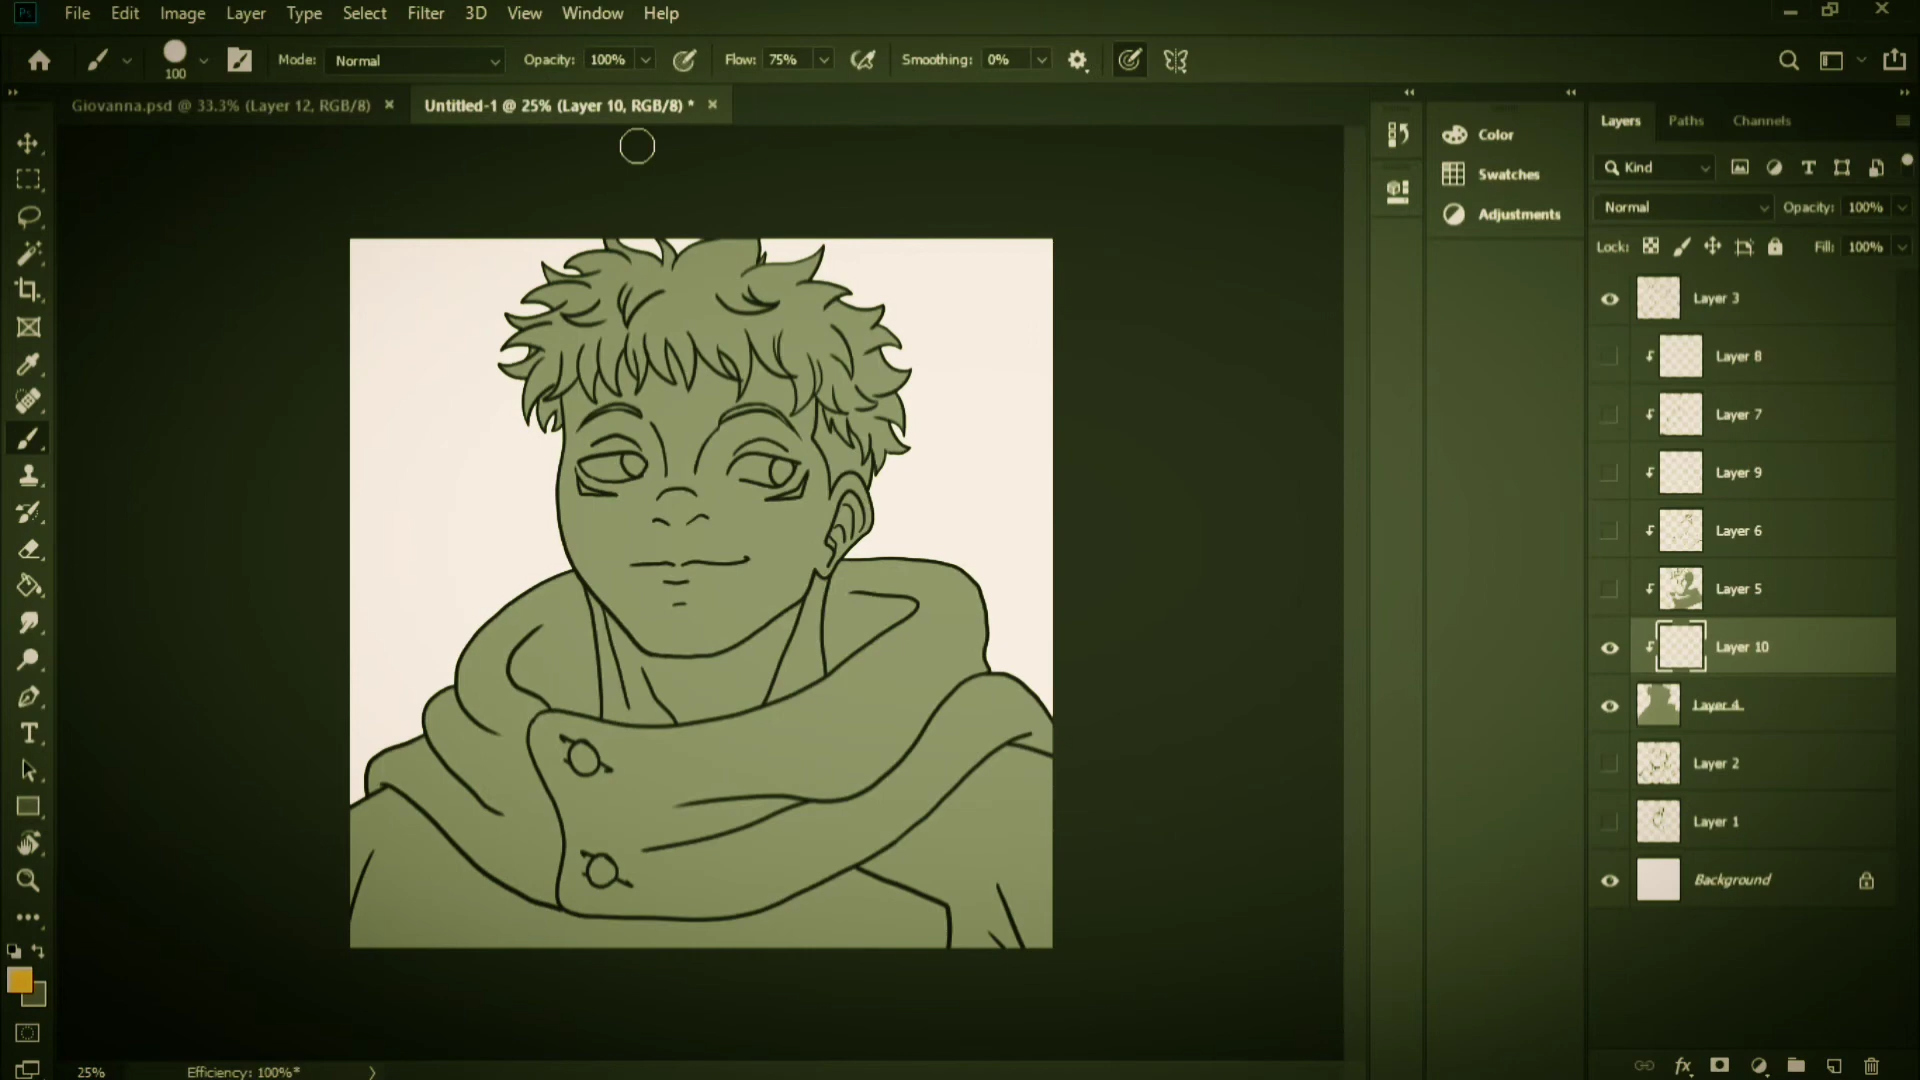 Ps File Edit Image Layer Type Select Filter 3D View Window Help
100 Mode: Normal Opacity: 100% Flow: 75% Smoothing: 0%
Giovanna.psd @ 33.3% (Layer 12, RGB/8) Untitled-1 @ 25% (Layer 10, RGB/8) *
Color
Swatches
Adjustments
Layers Paths Channels
Kind
Normal Opacity: 100%
Lock: Fill: 100%
Layer 3
Layer 8
Layer 7
Layer 9
Layer 6
Layer 5
Layer 10
Layer 4
Layer 2
Layer 1
Background
fx
25% Efficiency: 100%*